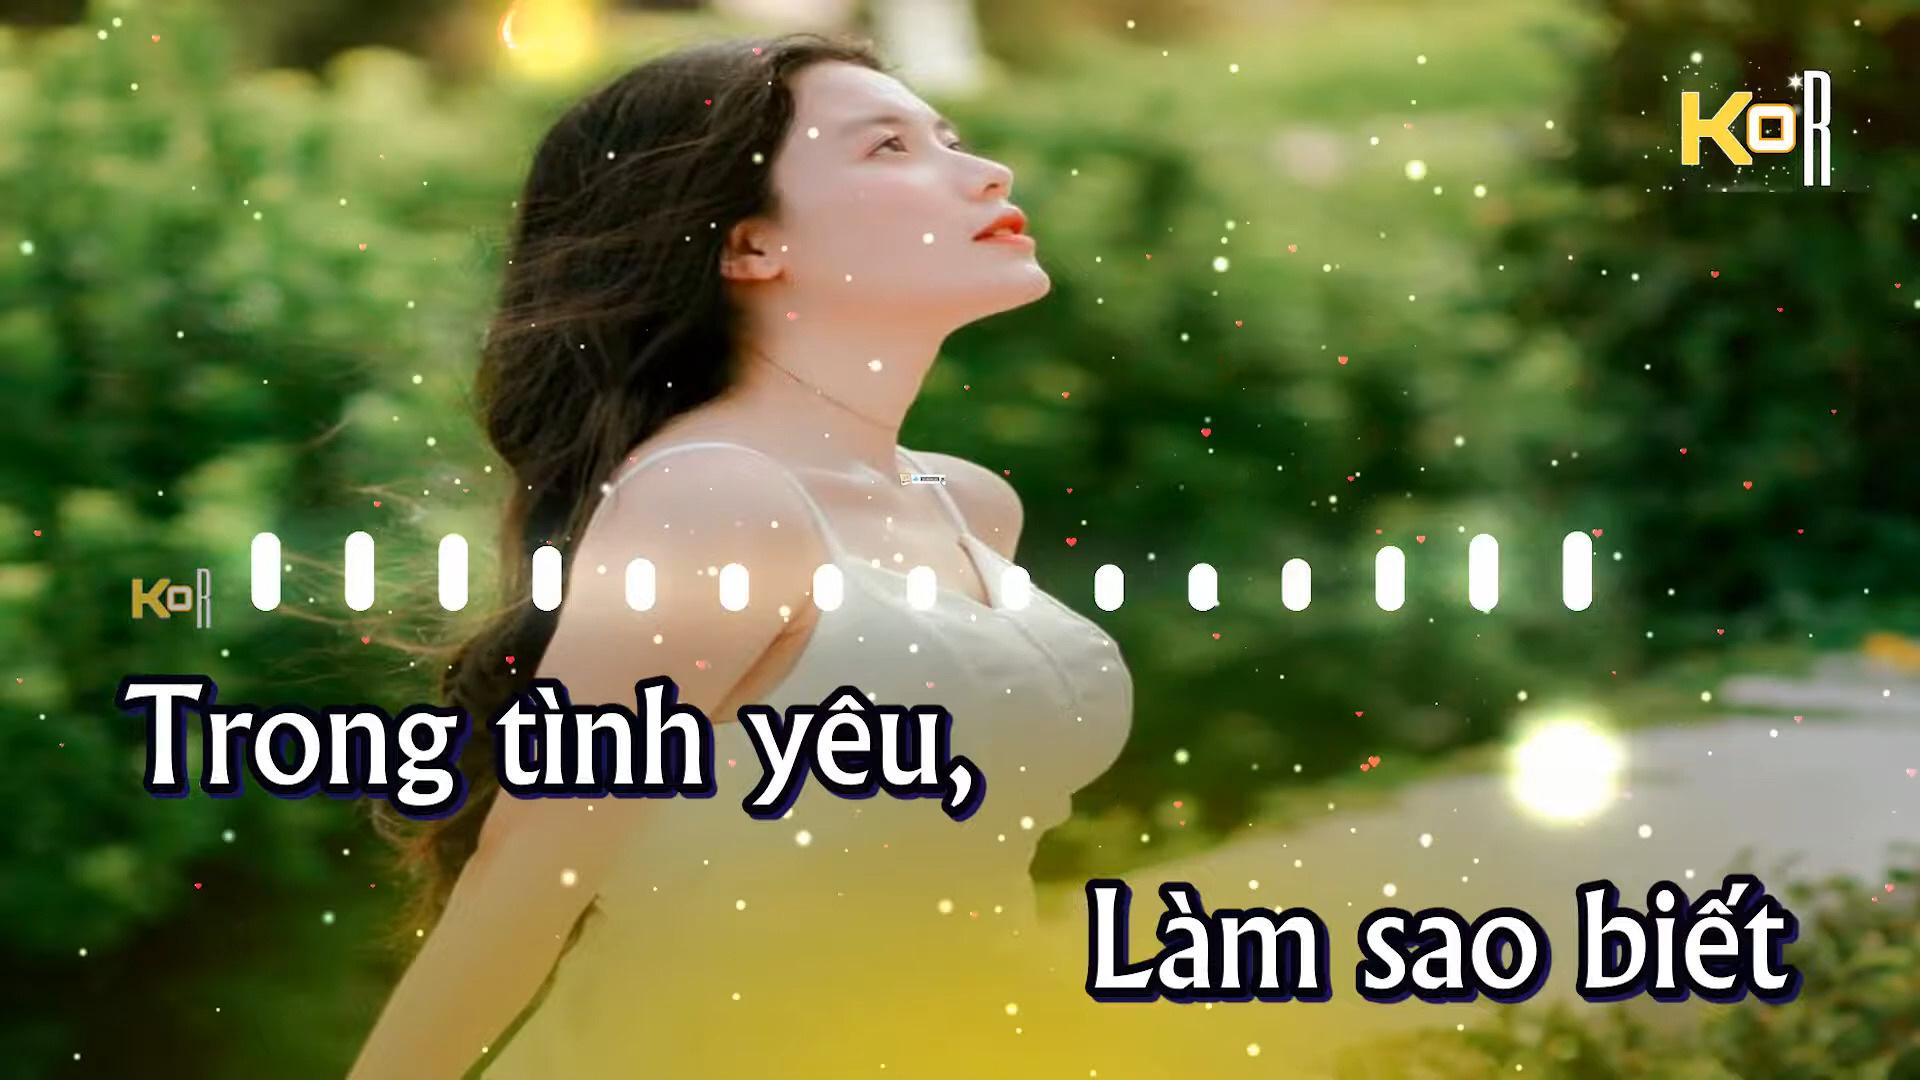 KOR
KOR
Trong tình yêu,
Làm sao biết